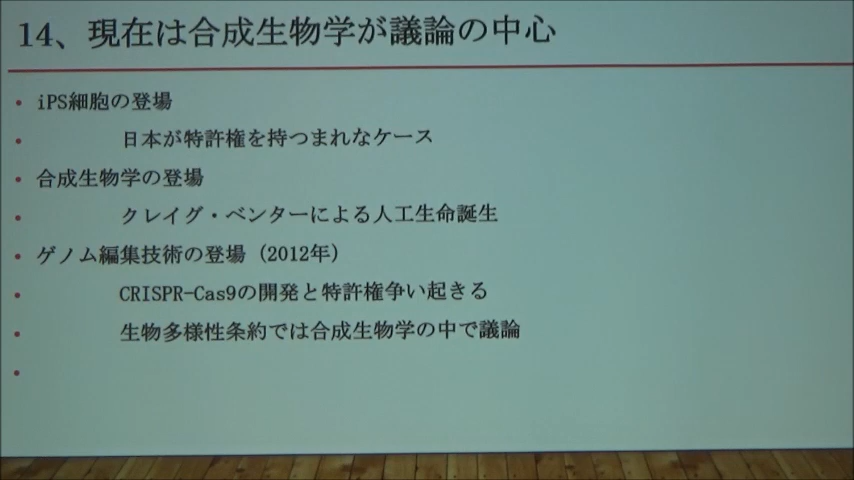 14、現在は合成生物学が議論の中心
• iPS細胞の登場
• 日本が特許権を持つまれなケース
• 合成生物学の登場
• クレイグ・ベンターによる人工生命誕生
• ゲノム編集技術の登場（2012年）
• CRISPR-Cas9の開発と特許権争い起きる
• 生物多様性条約では合成生物学の中で議論
•